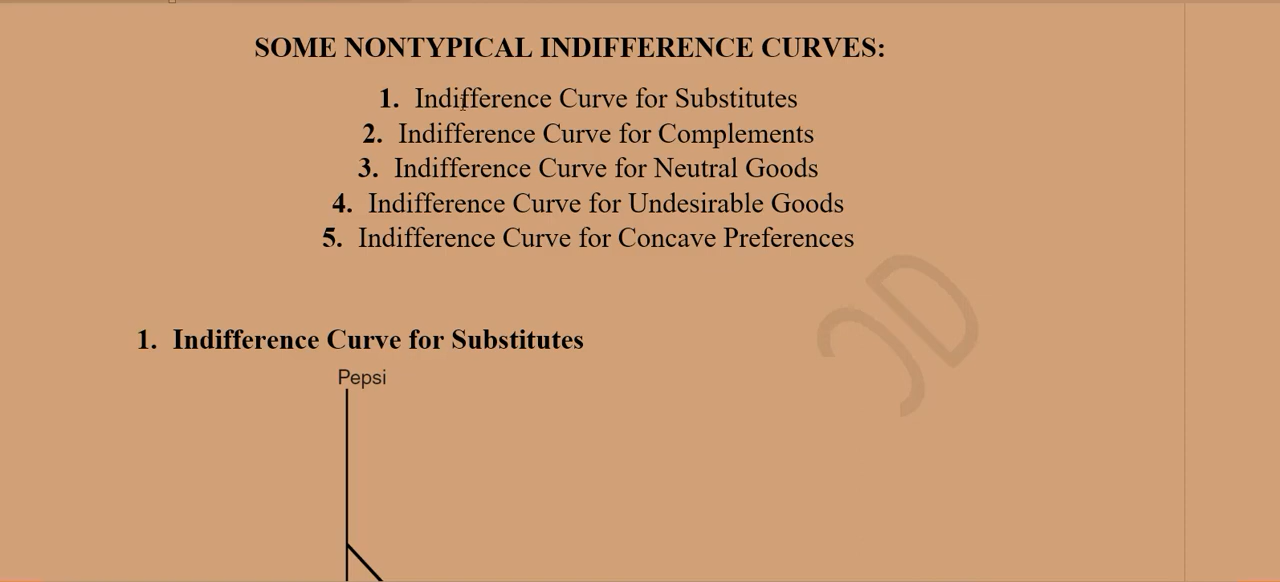 SOME NONTYPICAL INDIFFERENCE CURVES:
1. Indifference Curve for Substitutes
2. Indifference Curve for Complements
3. Indifference Curve for Neutral Goods
4. Indifference Curve for Undesirable Goods
5. Indifference Curve for Concave Preferences
1. Indifference Curve for Substitutes
Pepsi